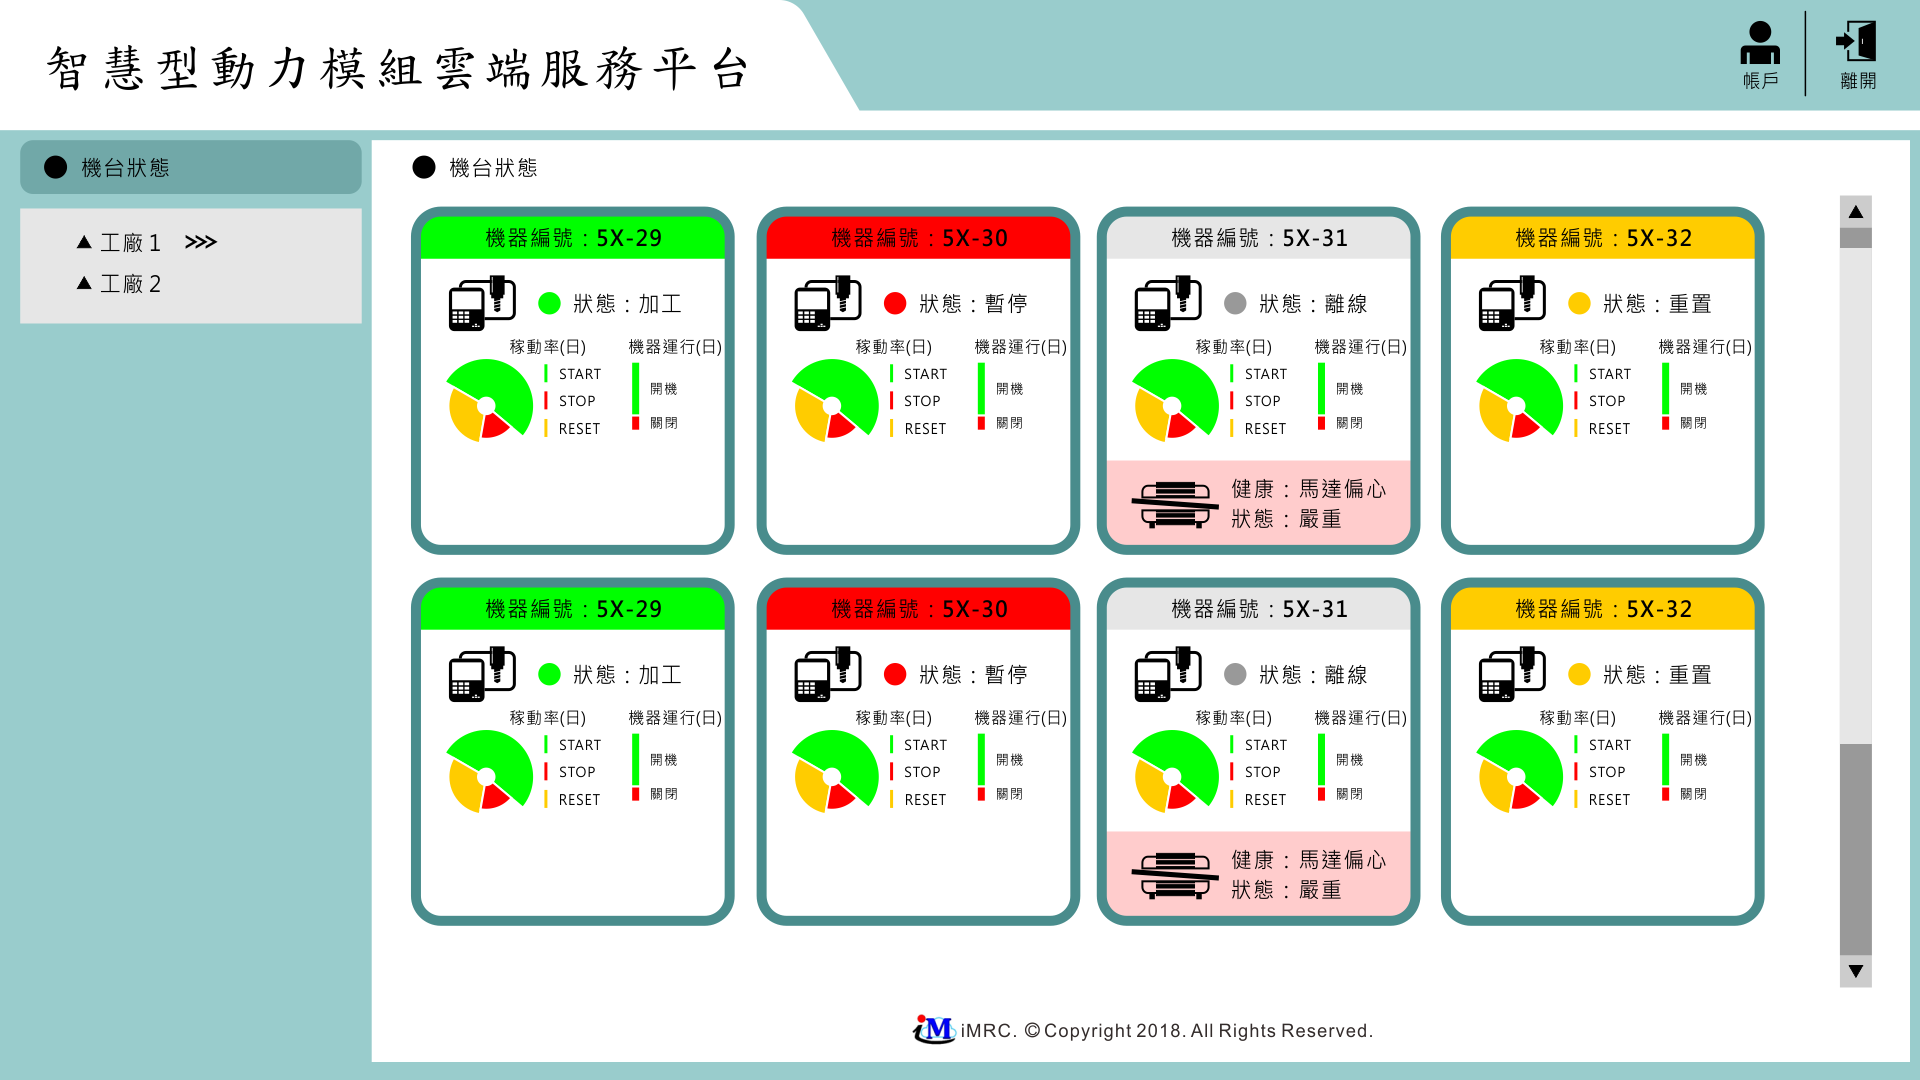 智慧型動力模組雲端服務平台
帳戶
離開
機台狀態
工廠 1
工廠 2
機台狀態
機器編號：5X-29
狀態：加工
稼動率(日)
START
STOP
RESET
機器運行(日)
開機
關閉
機器編號：5X-30
狀態：暫停
稼動率(日)
START
STOP
RESET
機器運行(日)
開機
關閉
機器編號：5X-31
狀態：離線
稼動率(日)
START
STOP
RESET
機器運行(日)
開機
關閉
健康：馬達偏心
狀態：嚴重
機器編號：5X-32
狀態：重置
稼動率(日)
START
STOP
RESET
機器運行(日)
開機
關閉
機器編號：5X-29
狀態：加工
稼動率(日)
START
STOP
RESET
機器運行(日)
開機
關閉
機器編號：5X-30
狀態：暫停
稼動率(日)
START
STOP
RESET
機器運行(日)
開機
關閉
機器編號：5X-31
狀態：離線
稼動率(日)
START
STOP
RESET
機器運行(日)
開機
關閉
健康：馬達偏心
狀態：嚴重
機器編號：5X-32
狀態：重置
稼動率(日)
START
STOP
RESET
機器運行(日)
開機
關閉
iM iMRC. © Copyright 2018. All Rights Reserved.